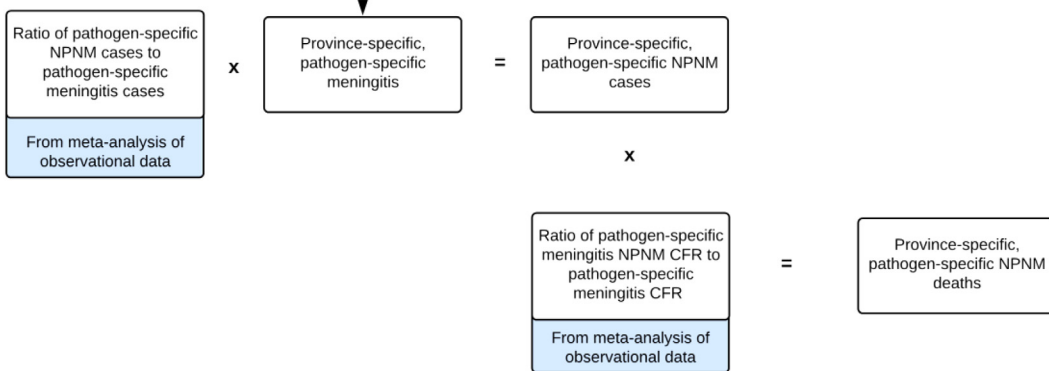 Ratio of pathogen-specific
NPNM cases to
pathogen-specific
meningitis cases
From meta-analysis of
observational data
x
Province-specific,
pathogen-specific
meningitis
=
Province-specific,
pathogen-specific NPNM
cases
x
Ratio of pathogen-specific
meningitis NPNM CFR to
pathogen-specific
meningitis CFR
From meta-analysis of
observational data
=
Province-specific,
pathogen-specific NPNM
deaths